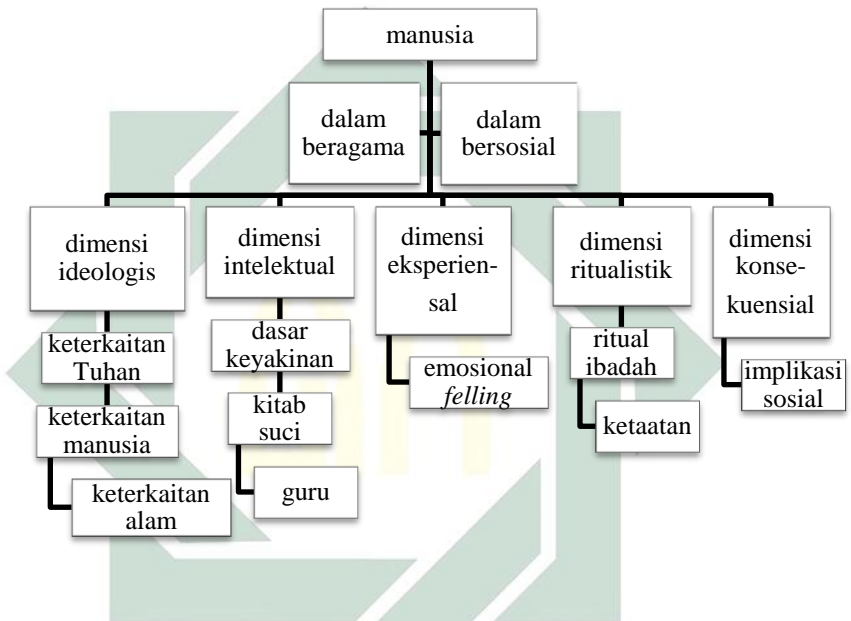 manusia
dalam
beragama
dalam
bersosial
dimensi
ideologis
keterkaitan
Tuhan
keterkaitan
manusia
keterkaitan
alam
dimensi
intelektual
dasar
keyakinan
kitab
suci
guru
dimensi
eksperien-
sal
emosional
felling
dimensi
ritualistik
ritual
ibadah
ketaatan
dimensi
konse-
kuensial
implikasi
sosial